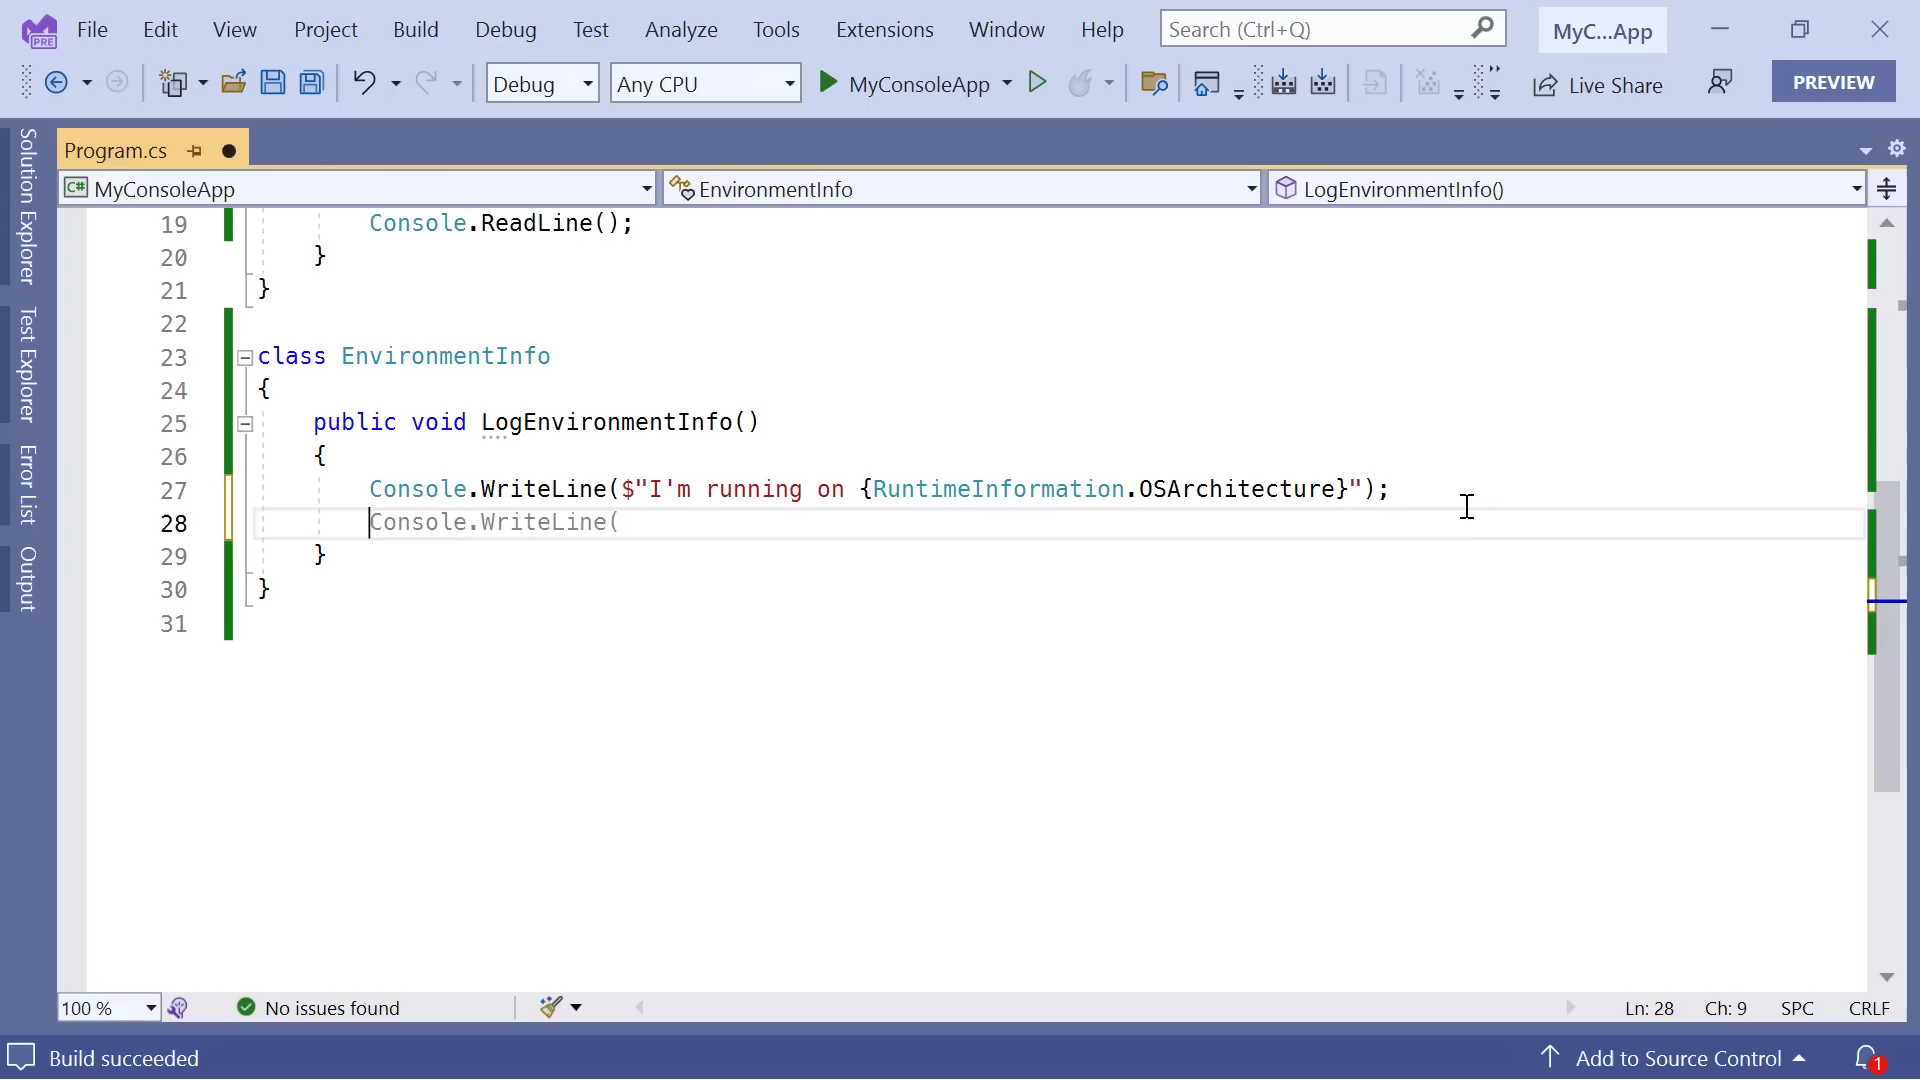 File Edit View Project Build Debug Test Analyze Tools Extensions Window Help Search (Ctrl+Q) MyC...App
PRE
Debug Any CPU MyConsoleApp Live Share PREVIEW
Solution Explorer
Test Explorer
Error List
Output
Program.cs
C# MyConsoleApp EnvironmentInfo LogEnvironmentInfo()
19 Console.ReadLine();
20 }
21 }
22
23 class EnvironmentInfo
24 {
25 public void LogEnvironmentInfo()
26 {
27 Console.WriteLine($"I'm running on {RuntimeInformation.OSArchitecture}");
28 Console.WriteLine(
29 }
30 }
31
100 % No issues found Ln: 28 Ch: 9 SPC CRLF
Build succeeded Add to Source Control 1